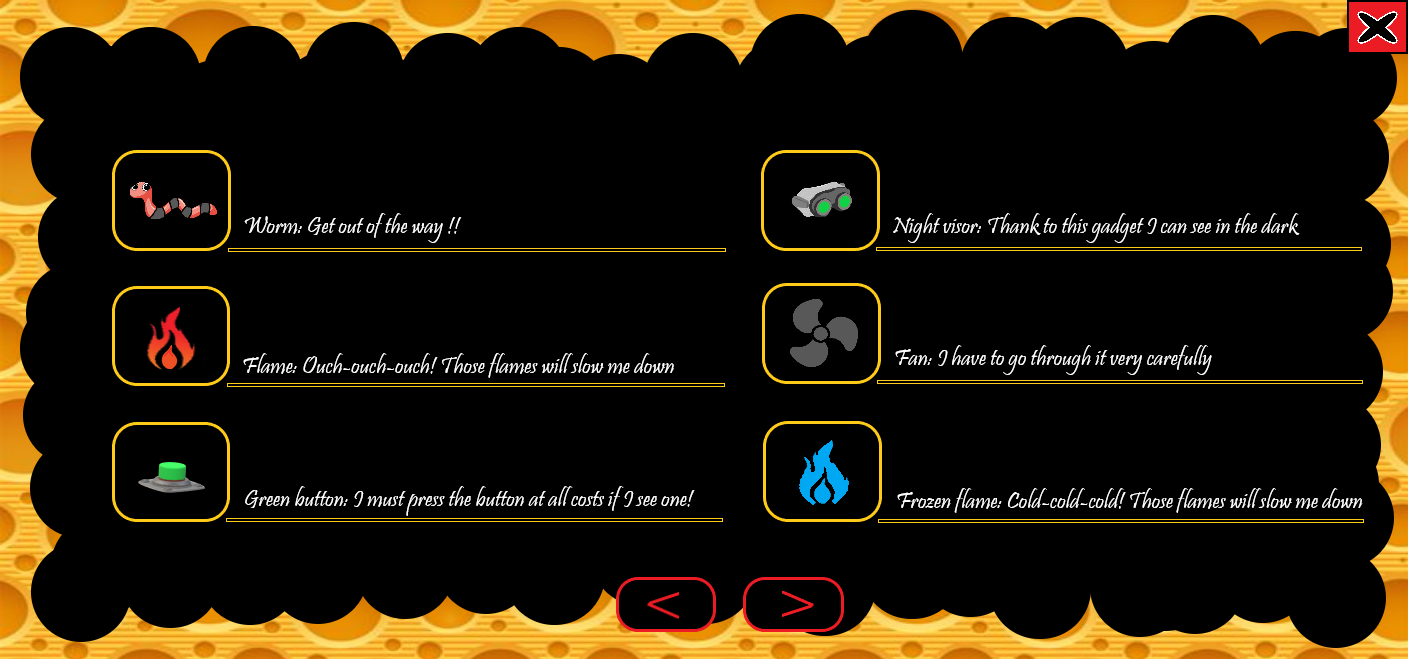 Worm: Get out of the way !!
Night visor: Thank to this gadget I can see in the dark
Flame: Ouch-ouch-ouch! Those flames will slow me down
Fan: I have to go through it very carefully
Green button: I must press the button at all costs if I see one!
Frozen flame: Cold-cold-cold! Those flames will slow me down
< >